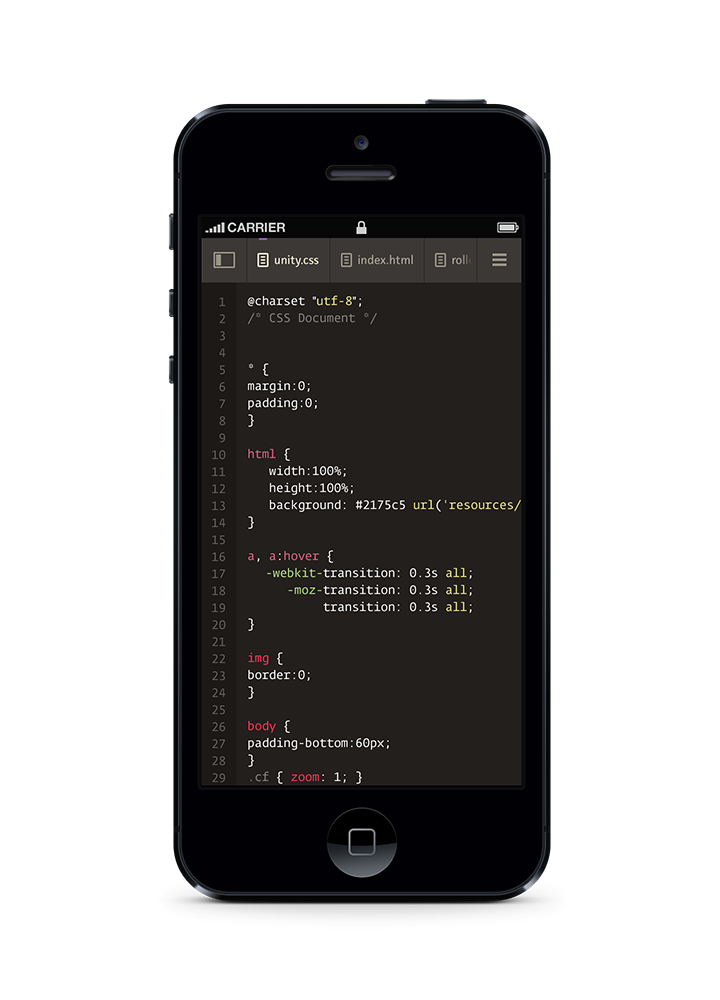 CARRIER
unity.css index.html roll
1 @charset "utf-8";
2 /* CSS Document */
3
4
5 * {
6 margin:0;
7 padding:0;
8 }
9
10 html {
11 width:100%;
12 height:100%;
13 background: #2175c5 url('resources/
14 }
15
16 a, a:hover {
17 -webkit-transition: 0.3s all;
18 -moz-transition: 0.3s all;
19 transition: 0.3s all;
20 }
21
22 img {
23 border:0;
24 }
25
26 body {
27 padding-bottom:60px;
28 }
29 .cf { zoom: 1; }